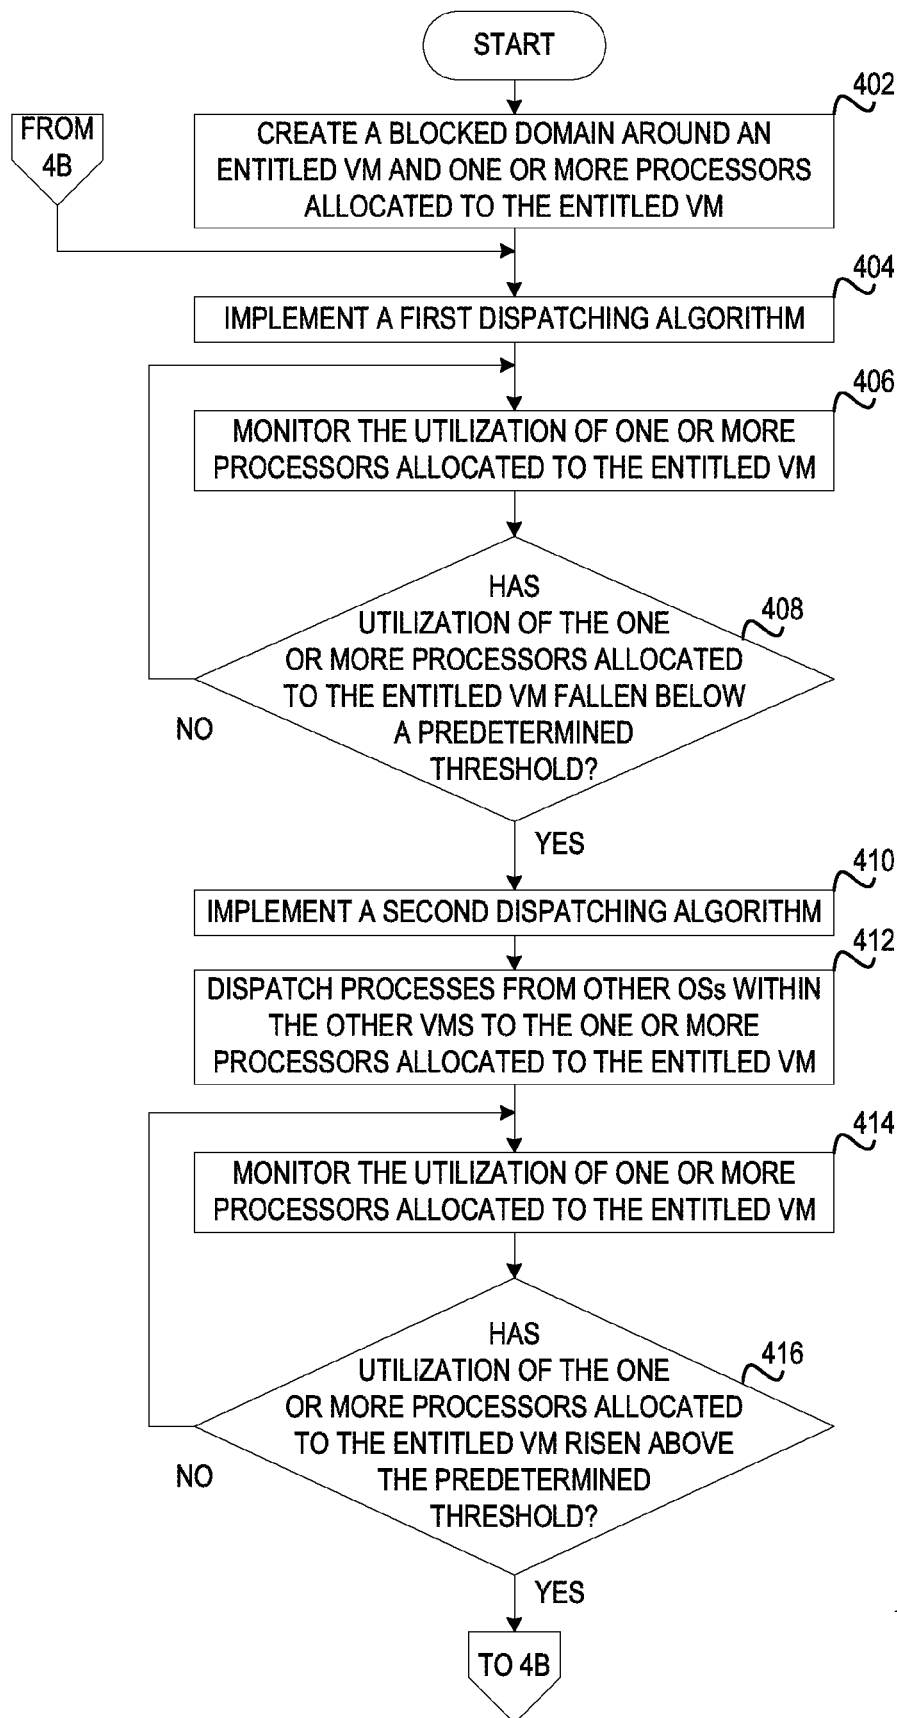 START
402
FROM
4B
CREATE A BLOCKED DOMAIN AROUND AN
ENTITLED VM AND ONE OR MORE PROCESSORS
ALLOCATED TO THE ENTITLED VM
404
IMPLEMENT A FIRST DISPATCHING ALGORITHM
406
MONITOR THE UTILIZATION OF ONE OR MORE
PROCESSORS ALLOCATED TO THE ENTITLED VM
HAS
408
UTILIZATION OF THE ONE
OR MORE PROCESSORS ALLOCATED
TO THE ENTITLED VM FALLEN BELOW
A PREDETERMINED
THRESHOLD?
NO
YES
410
IMPLEMENT A SECOND DISPATCHING ALGORITHM
412
DISPATCH PROCESSES FROM OTHER OSs WITHIN
THE OTHER VMS TO THE ONE OR MORE
PROCESSORS ALLOCATED TO THE ENTITLED VM
414
MONITOR THE UTILIZATION OF ONE OR MORE
PROCESSORS ALLOCATED TO THE ENTITLED VM
HAS
416
UTILIZATION OF THE ONE
OR MORE PROCESSORS ALLOCATED
TO THE ENTITLED VM RISEN ABOVE
THE PREDETERMINED
THRESHOLD?
NO
YES
TO 4B